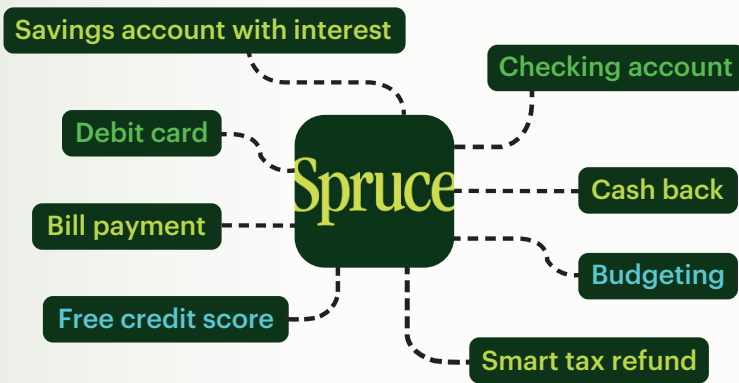 Savings account with interest
Checking account
Debit card
Spruce
Cash back
Bill payment
Budgeting
Free credit score
Smart tax refund